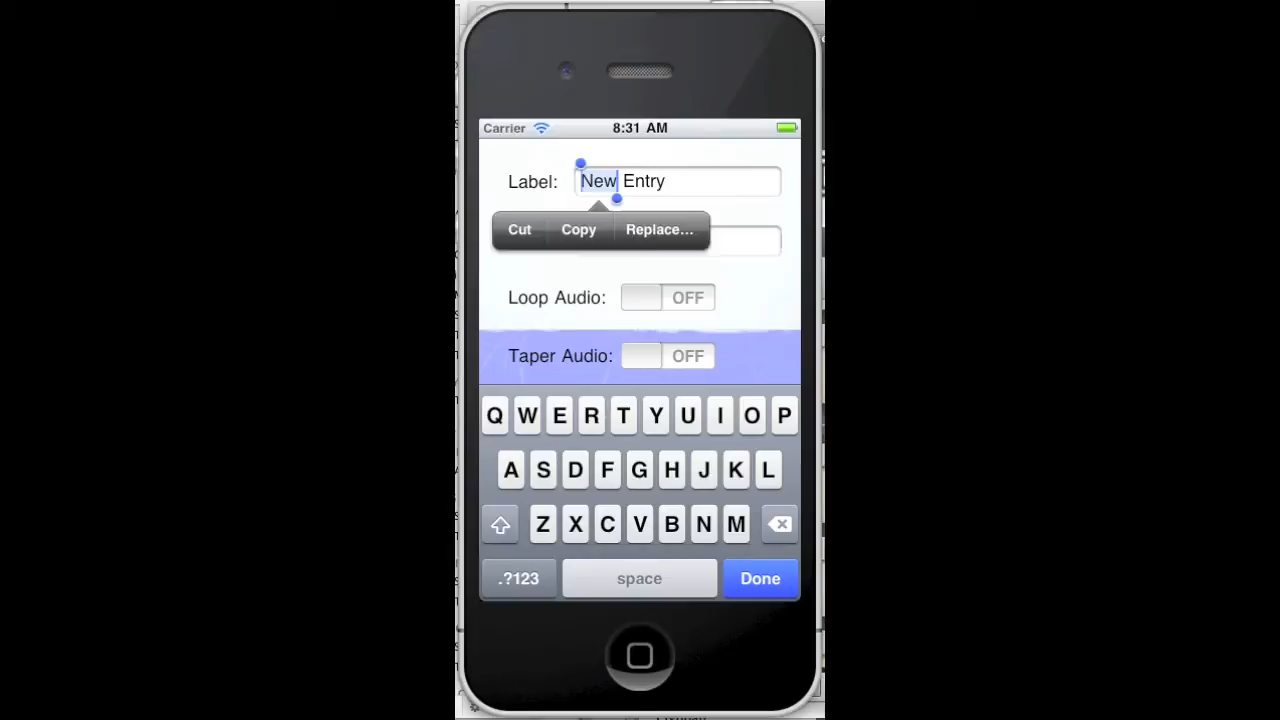 Carrier 8:31 AM
Label: New Entry
Cut Copy Replace...
Loop Audio: OFF
Taper Audio: OFF
Q W E R T Y U I O P
A S D F G H J K L
Z X C V B N M
.?123 space Done